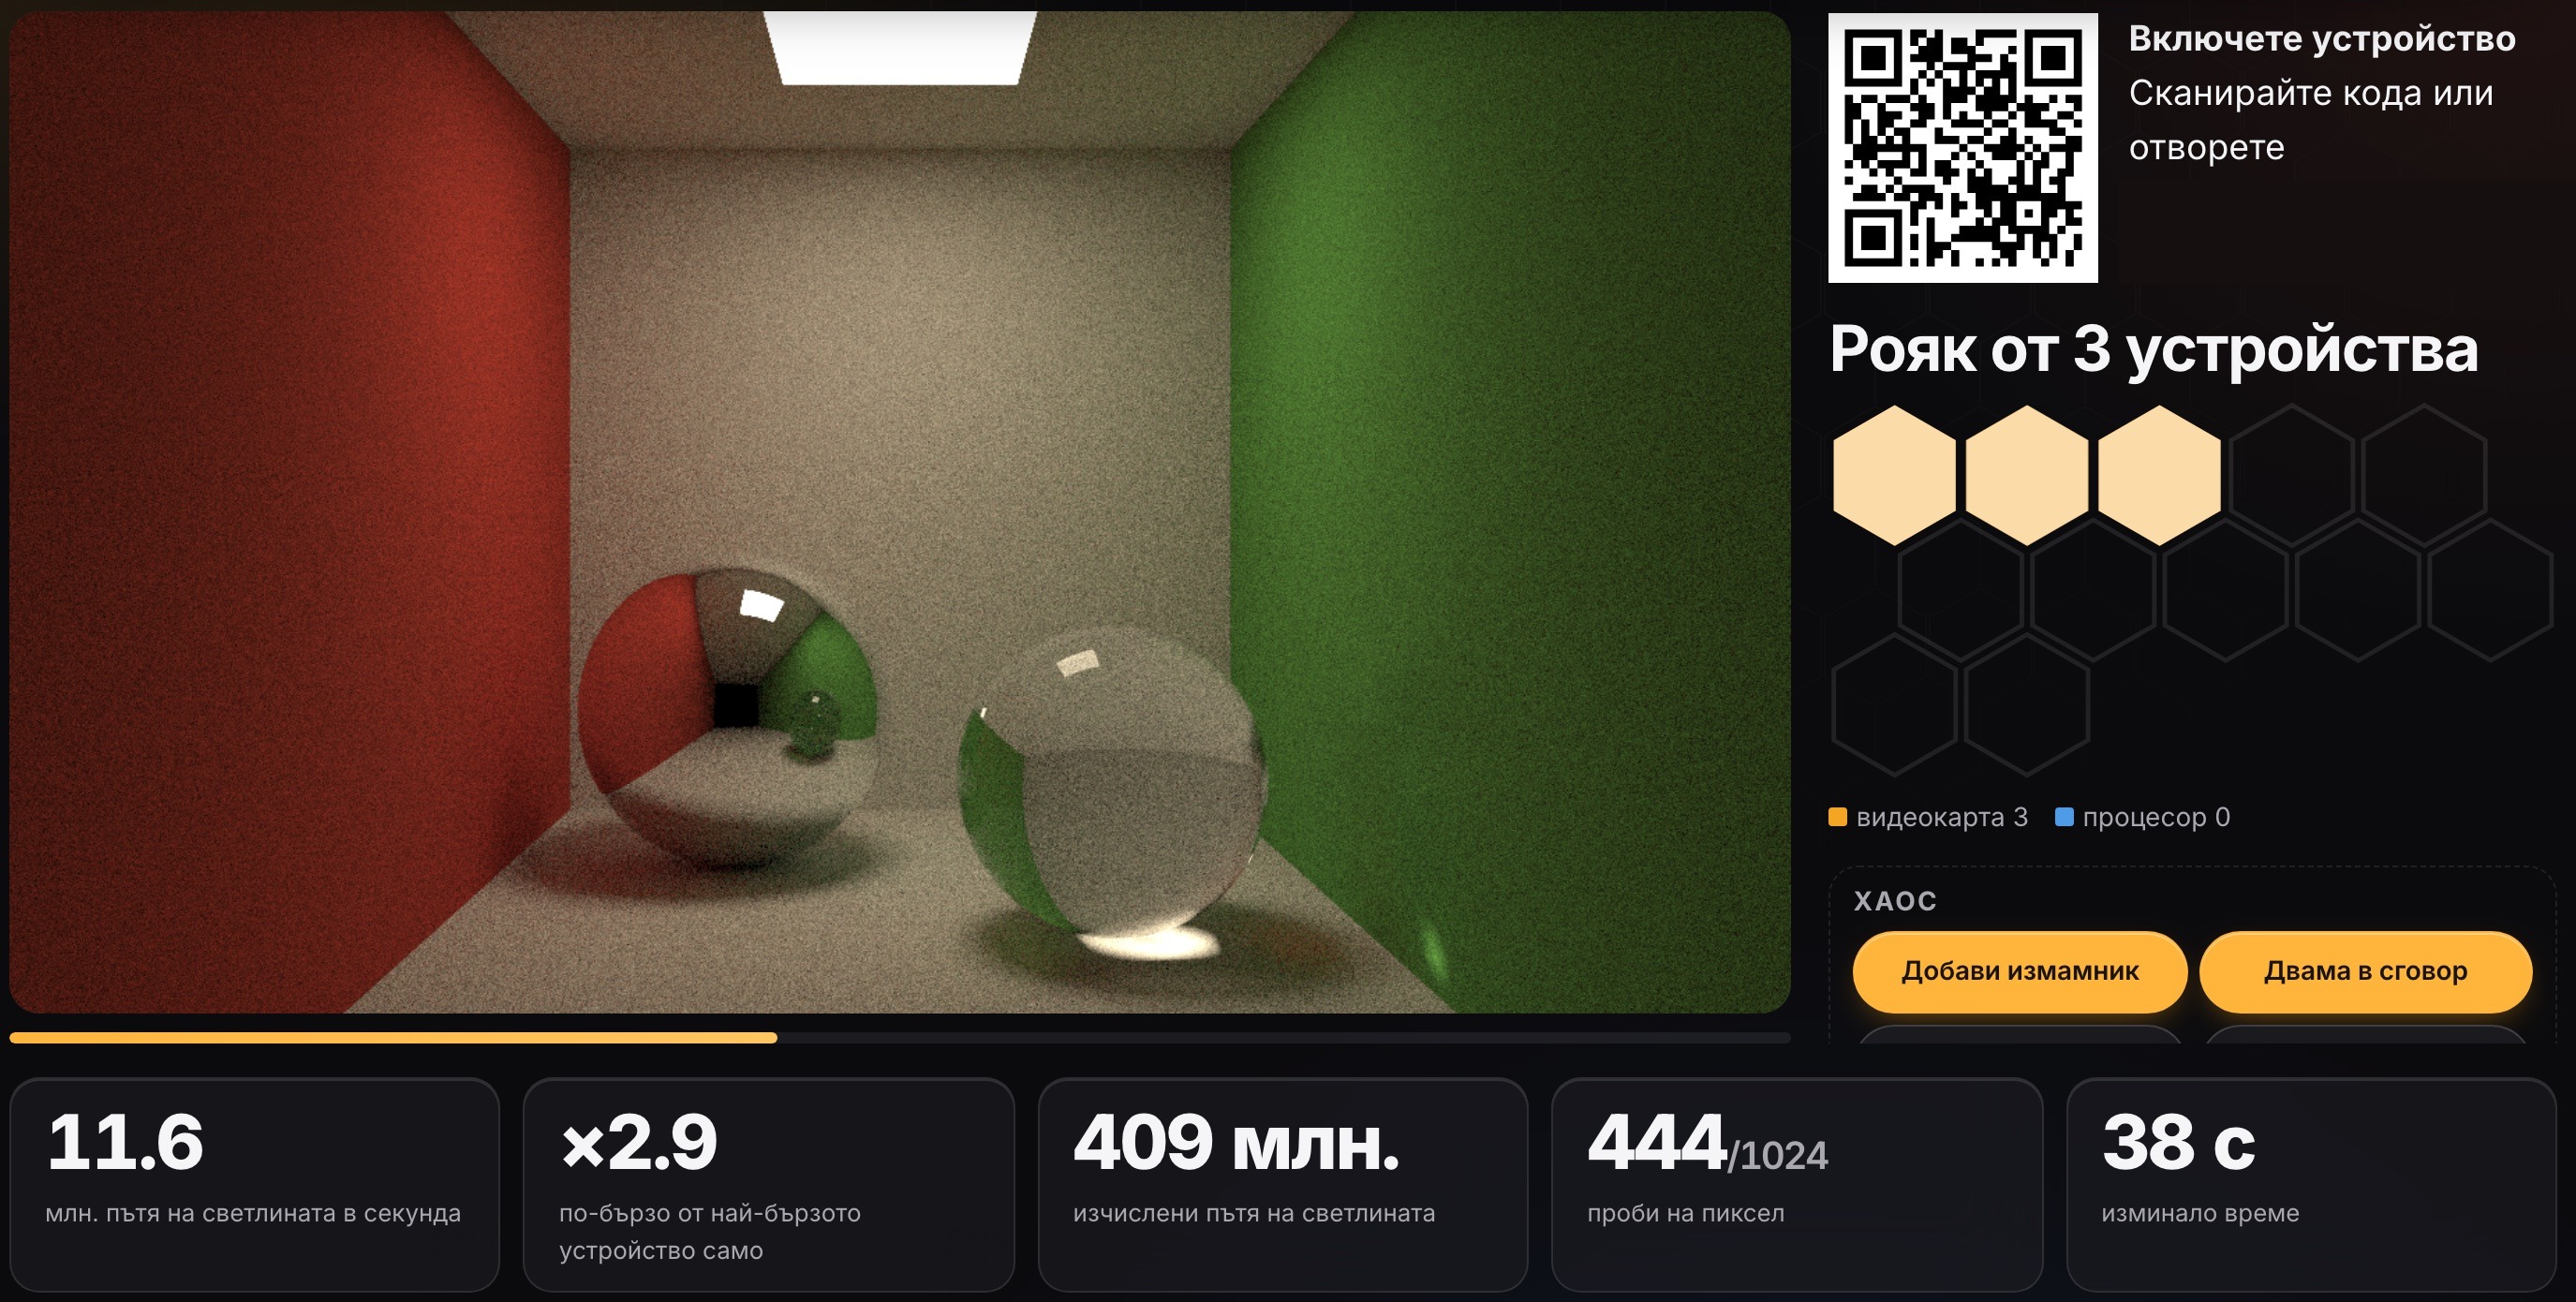 Включете устройство
Сканирайте кода или
отворете
Рояк от 3 устройства
видеокарта 3 процесор 0
ХАОС
Добави измамник
Двама в сговор
11.6
млн. пътя на светлината в секунда
×2.9
по-бързо от най-бързото
устройство само
409 млн.
изчислени пътя на светлината
444/1024
проби на пиксел
38 с
изминало време